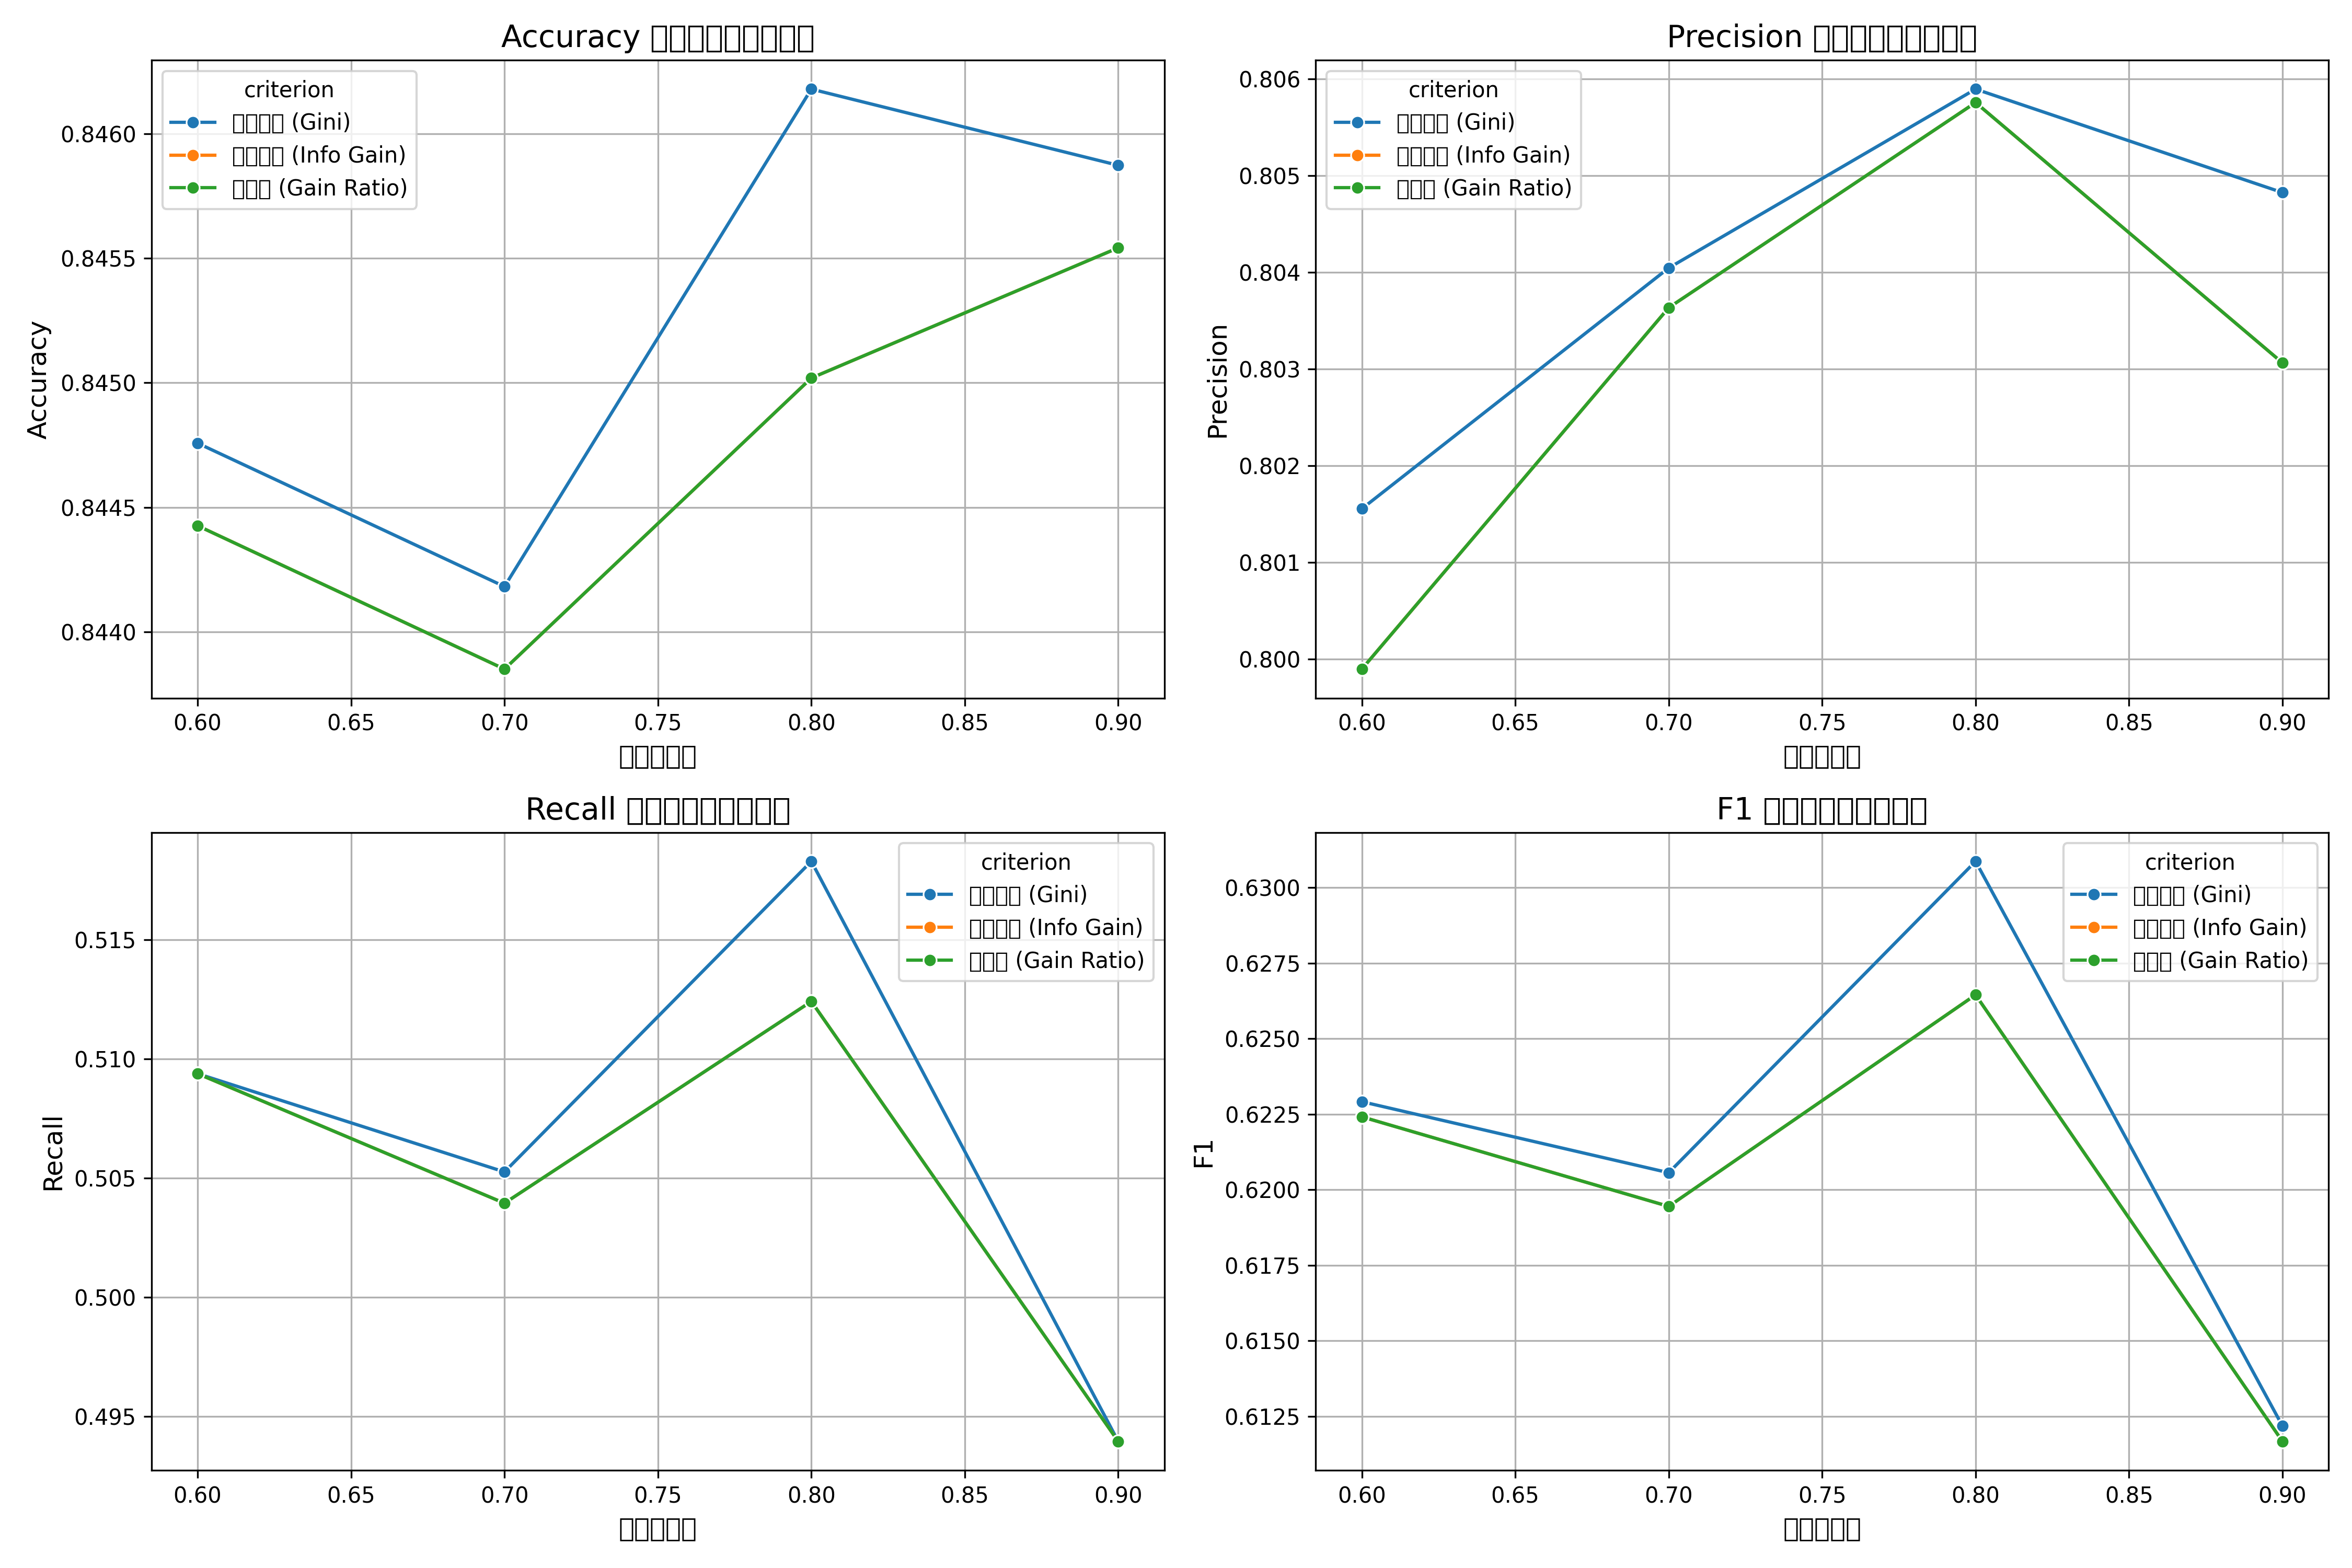 Accuracy
criterion
(Gini)
(Info Gain)
(Gain Ratio)
Accuracy
0.8460
0.8455
0.8450
0.8445
0.8440
0.60 0.65 0.70 0.75 0.80 0.85 0.90
Precision
criterion
(Gini)
(Info Gain)
(Gain Ratio)
Precision
0.806
0.805
0.804
0.803
0.802
0.801
0.800
0.60 0.65 0.70 0.75 0.80 0.85 0.90
Recall
criterion
(Gini)
(Info Gain)
(Gain Ratio)
Recall
0.515
0.510
0.505
0.500
0.495
0.60 0.65 0.70 0.75 0.80 0.85 0.90
F1
criterion
(Gini)
(Info Gain)
(Gain Ratio)
F1
0.6300
0.6275
0.6250
0.6225
0.6200
0.6175
0.6150
0.6125
0.60 0.65 0.70 0.75 0.80 0.85 0.90